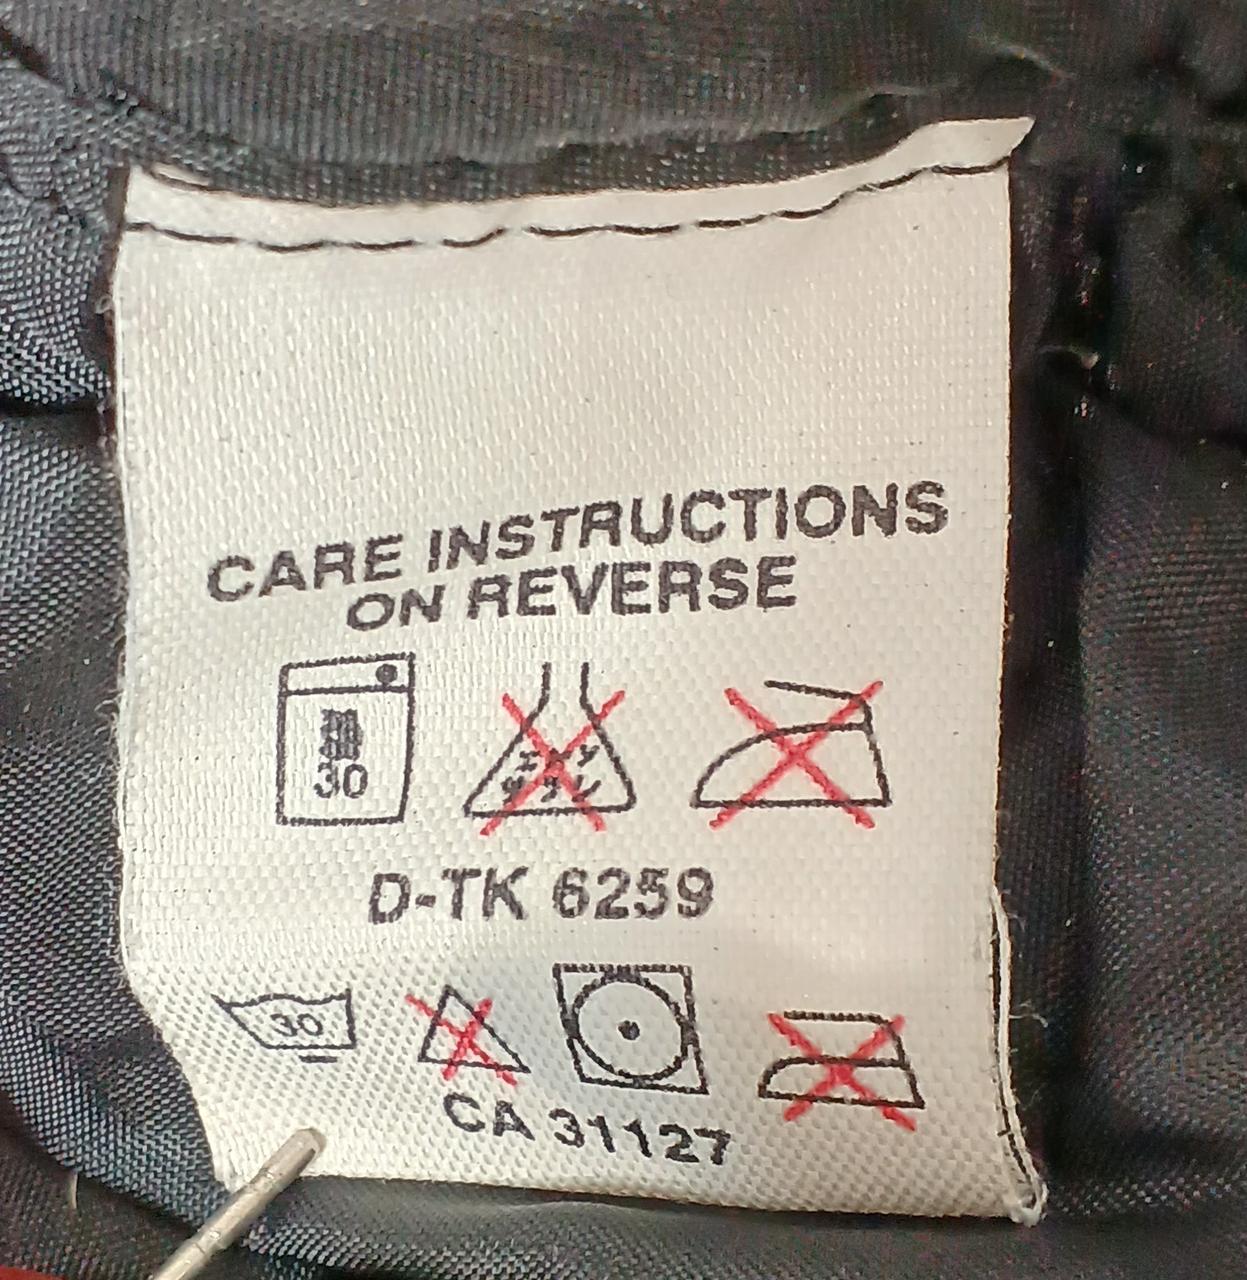 CARE INSTRUCTIONS
ON REVERSE
30
D-TK 6259
30
CA 31127